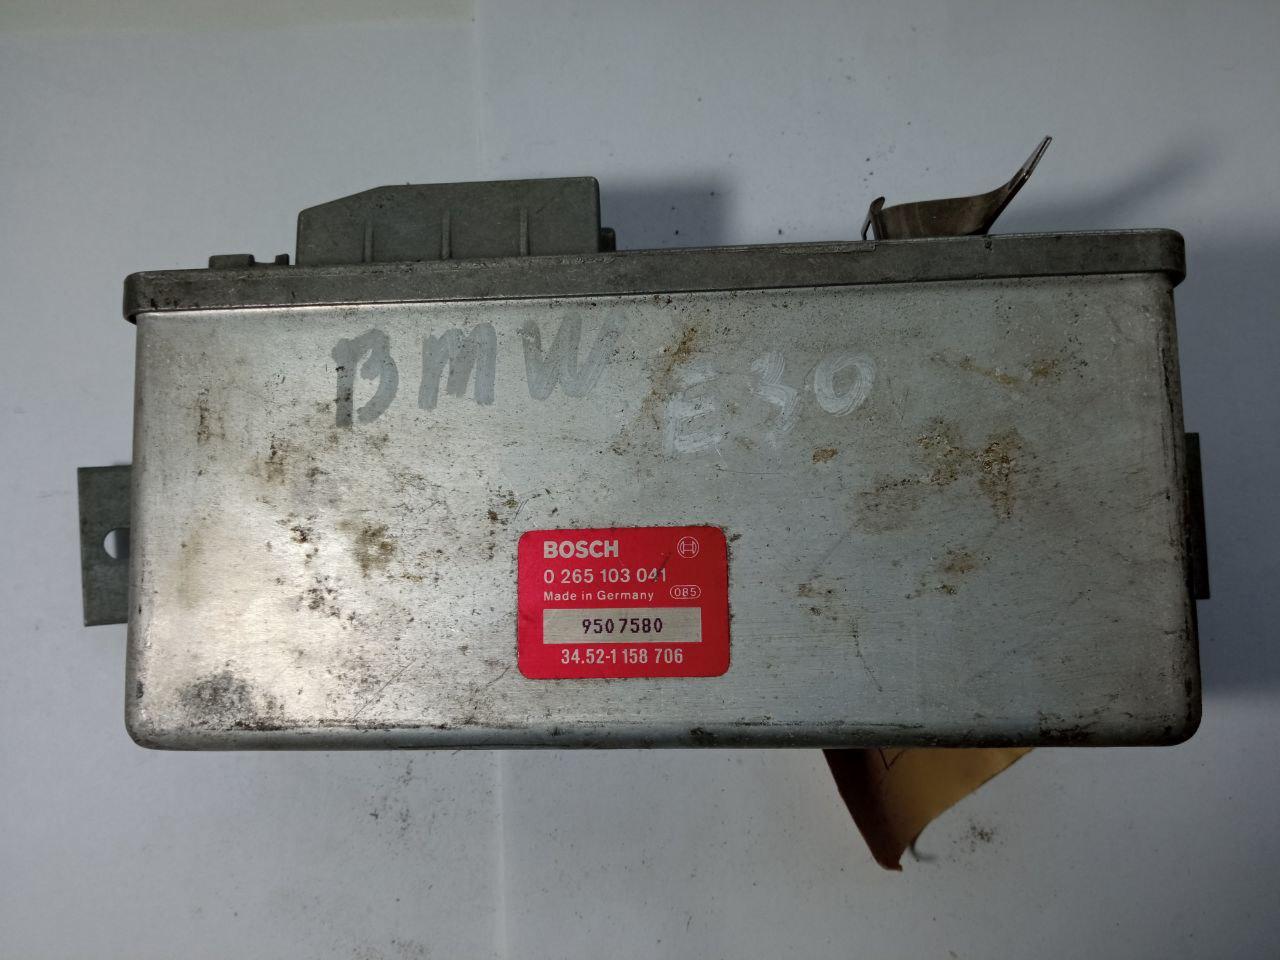 BMW E30
BOSCH
0 265 103 041
Made in Germany 085
9507580
34.52-1 158 706